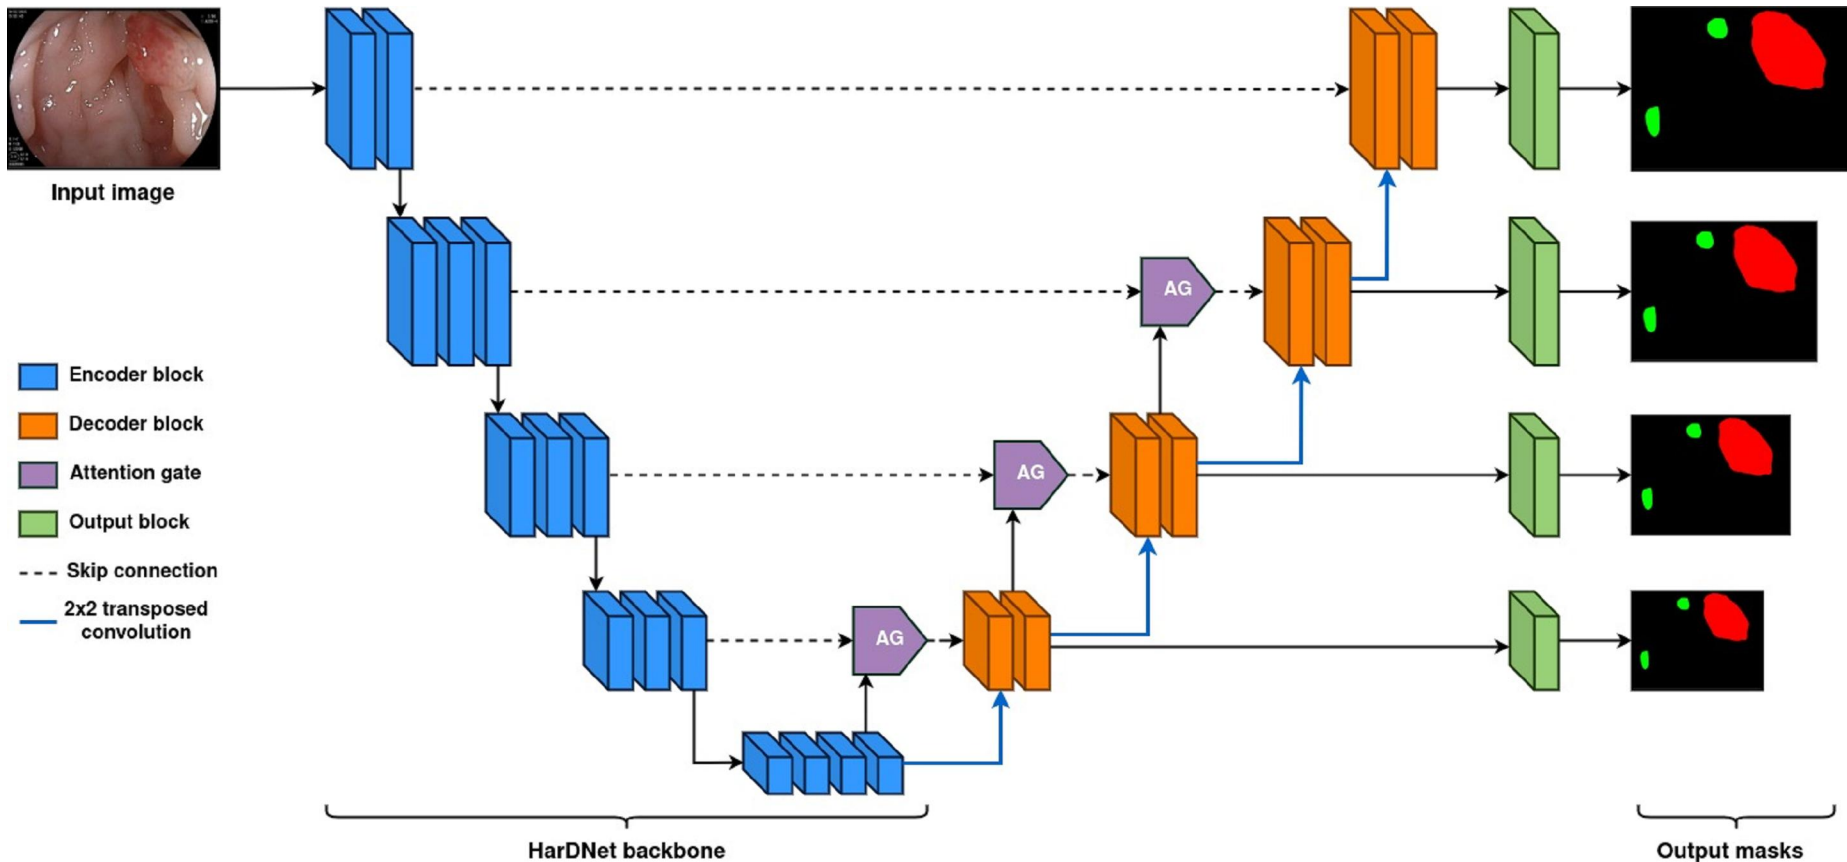 Input image
AG
AG
AG
Encoder block
Decoder block
Attention gate
Output block
Skip connection
2x2 transposed
convolution
HarDNet backbone
Output masks